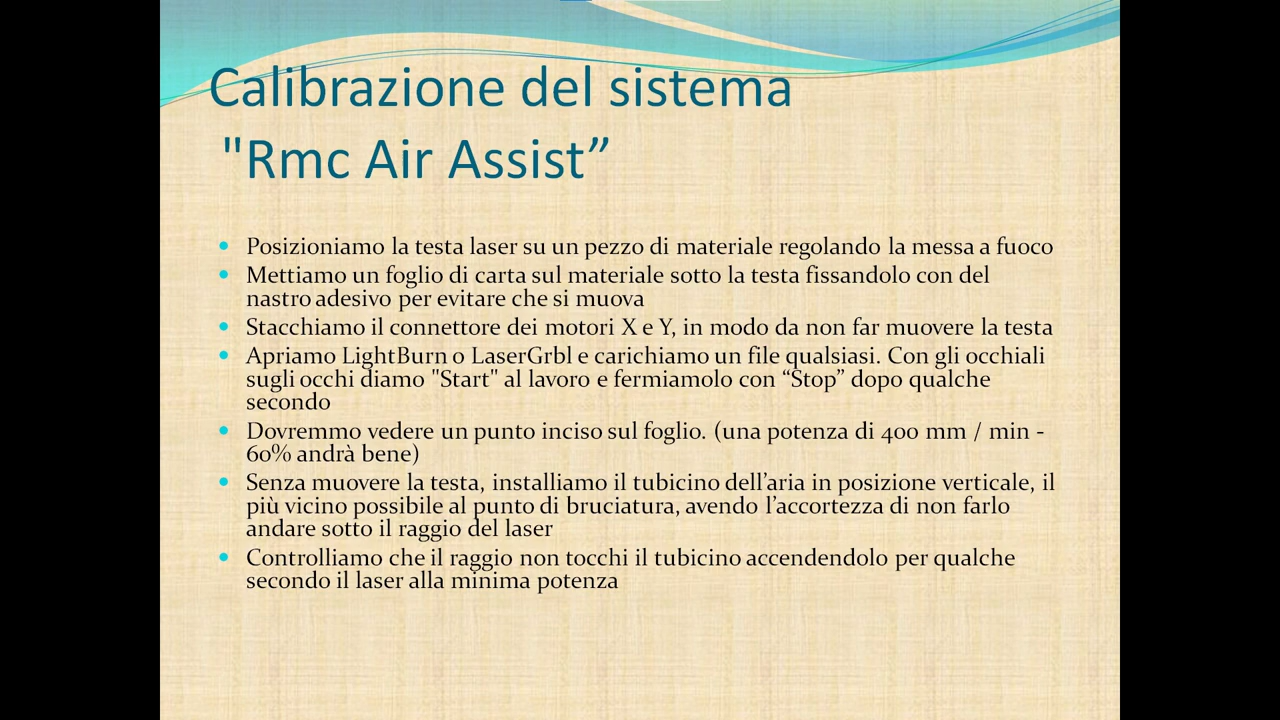 Calibrazione del sistema
"Rmc Air Assist”
Posizioniamo la testa laser su un pezzo di materiale regolando la messa a fuoco
Mettiamo un foglio di carta sul materiale sotto la testa fissandolo con del
nastro adesivo per evitare che si muova
Stacchiamo il connettore dei motori X e Y, in modo da non far muovere la testa
Apriamo LightBurn o LaserGrbl e carichiamo un file qualsiasi. Con gli occhiali
sugli occhi diamo "Start" al lavoro e fermiamolo con “Stop” dopo qualche
secondo
Dovremmo vedere un punto inciso sul foglio. (una potenza di 400 mm / min -
60% andrà bene)
Senza muovere la testa, installiamo il tubicino dell’aria in posizione verticale, il
più vicino possibile al punto di bruciatura, avendo l’accortezza di non farlo
andare sotto il raggio del laser
Controlliamo che il raggio non tocchi il tubicino accendendolo per qualche
secondo il laser alla minima potenza